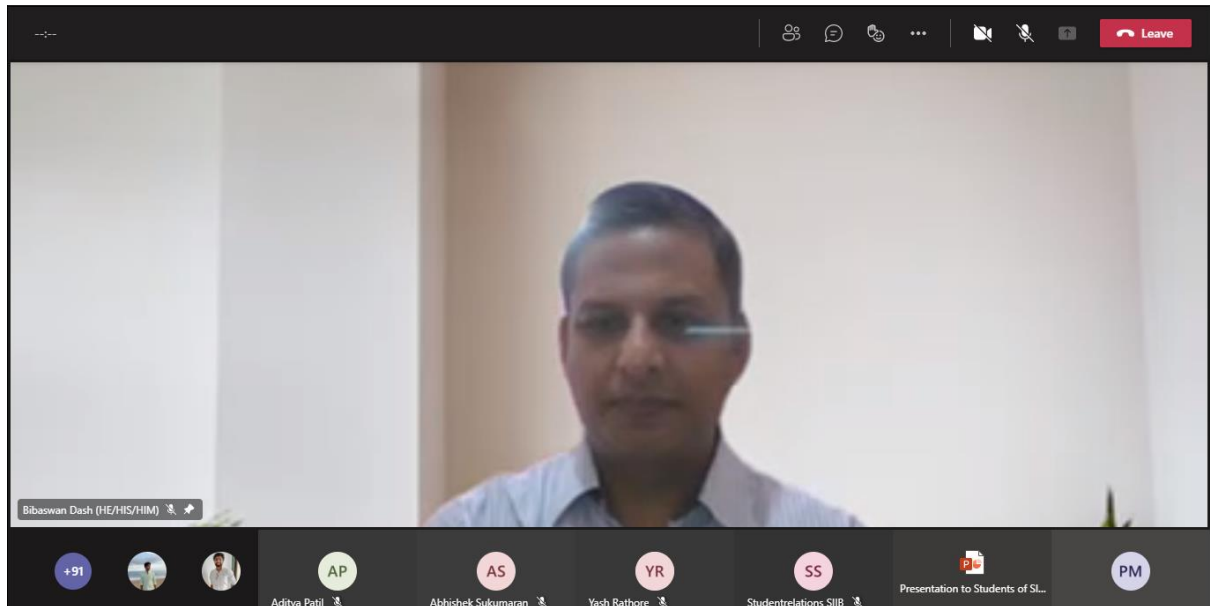 --:--
Leave
Bibaswan Dash (HE/HIS/HIM)
+91
AP
Aditya Patil
AS
Abhishek Sukumaran
YR
Yash Rathore
SS
Studentrelations SIIB
P
Presentation to Students of SI...
PM